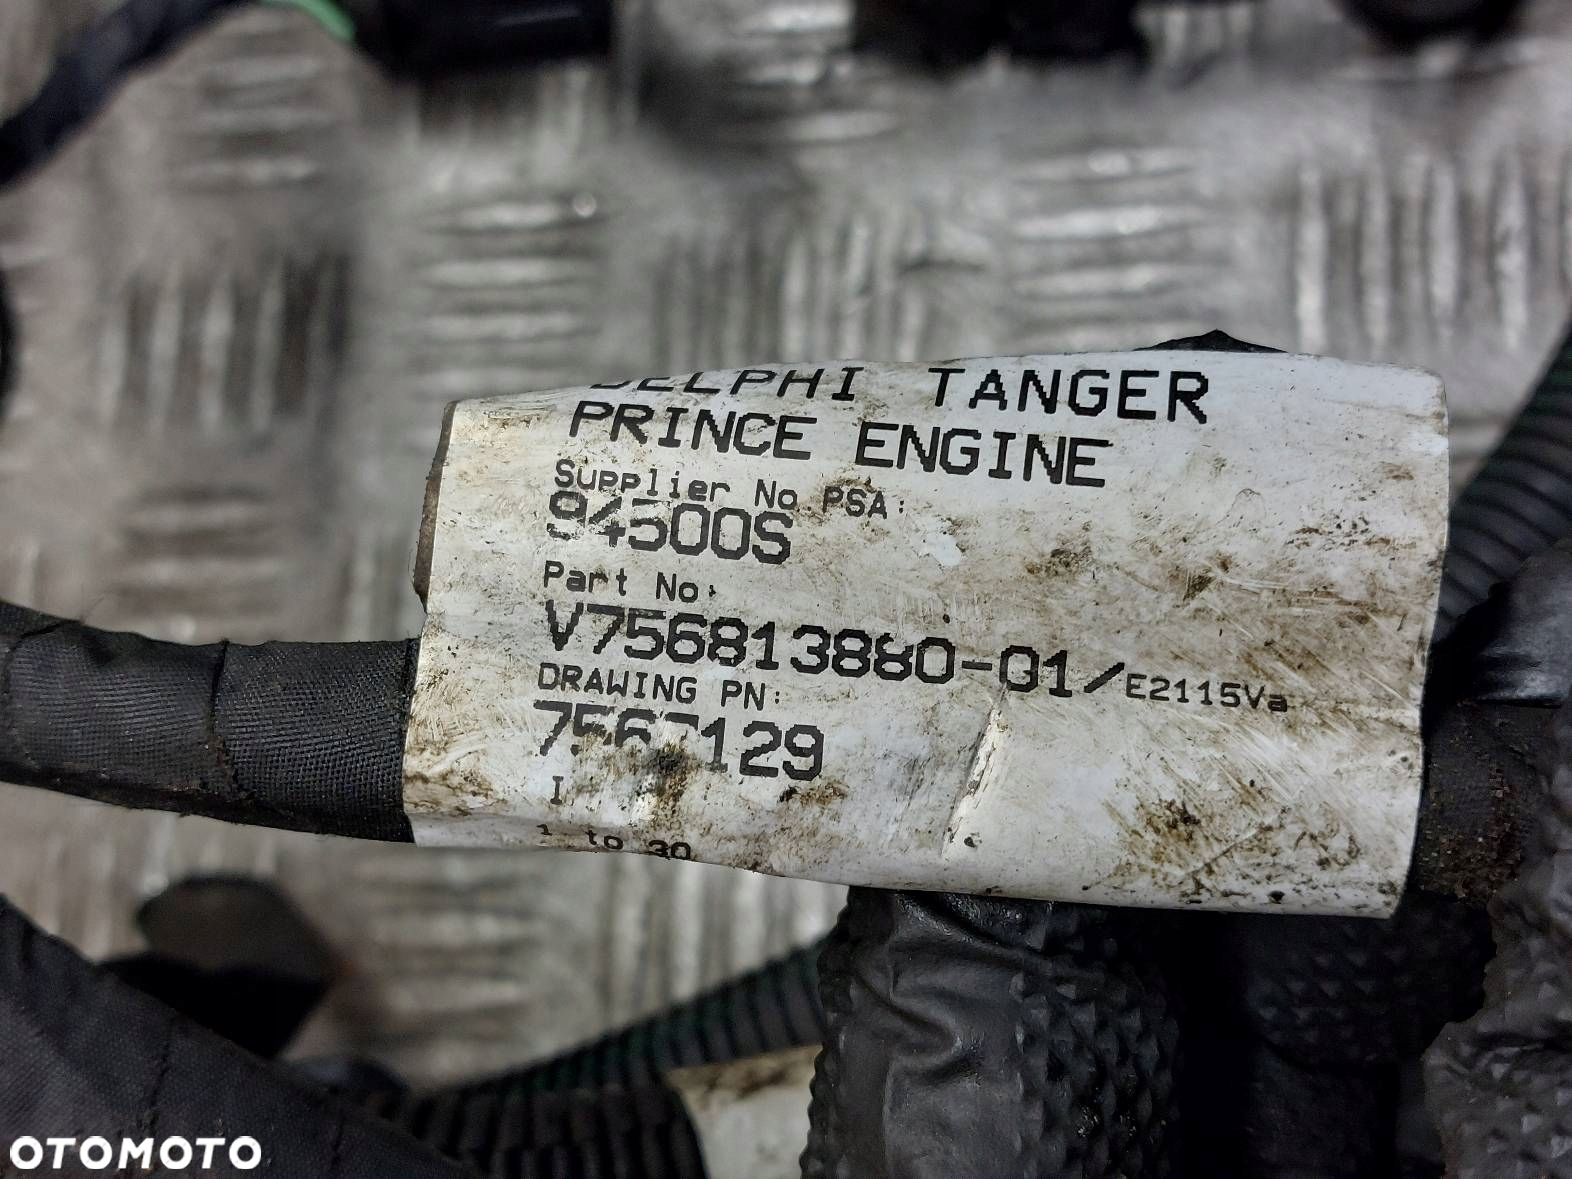 DELPHI TANGER
PRINCE ENGINE
Supplier No PSA:
94500S
Part No:
V756813880-01/E2115Va
DRAWING PN:
7567129
I
1 to 30
OTOMOTO